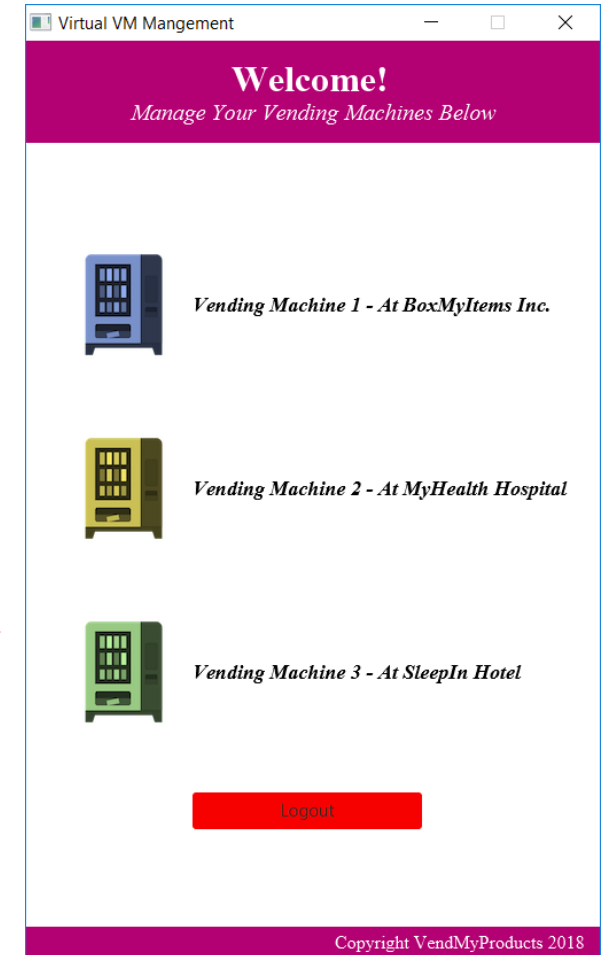 Virtual VM Mangement
Welcome!
Manage Your Vending Machines Below
Vending Machine 1 - At BoxMyItems Inc.
Vending Machine 2 - At MyHealth Hospital
Vending Machine 3 - At SleepIn Hotel
Logout
Copyright VendMyProducts 2018